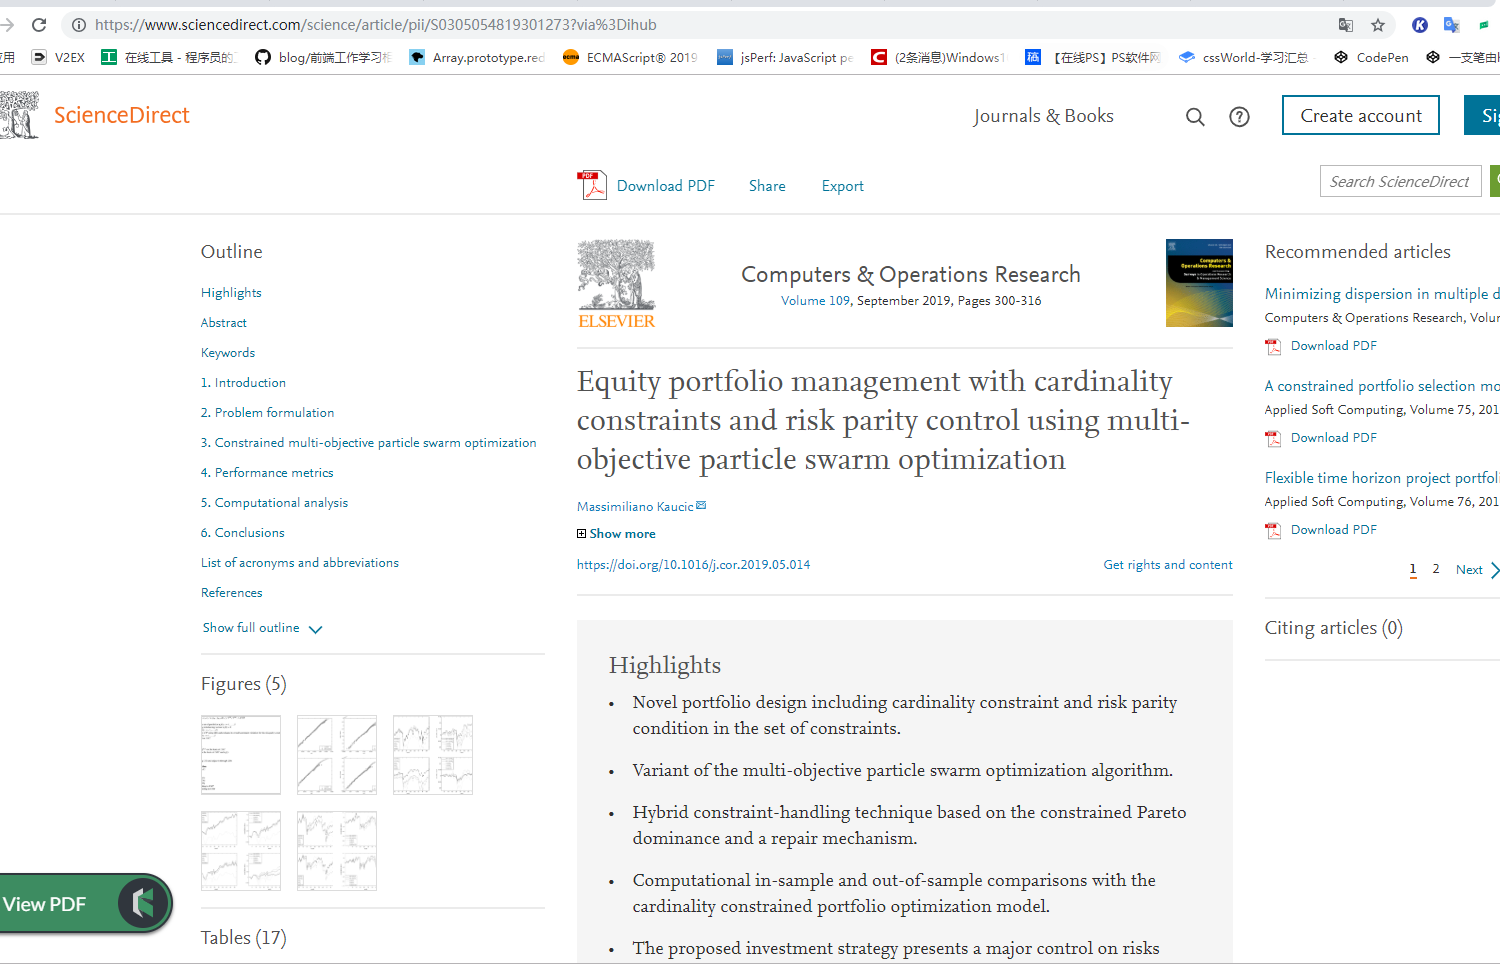 https://www.sciencedirect.com/science/article/pii/S0305054819301273?via%3Dihub
应用 V2EX 在线工具 - 程序员的工 blog/前端工作学习相 Array.prototype.red ECMAScript® 2019 jsPerf: JavaScript pe (2条消息)Windows1 【在线PS】PS软件网 cssWorld-学习汇总 CodePen 一支笔由
ScienceDirect
Journals & Books
Create account
Si
Download PDF
Share
Export
Search ScienceDirect
Outline
Highlights
Abstract
Keywords
1. Introduction
2. Problem formulation
3. Constrained multi-objective particle swarm optimization
4. Performance metrics
5. Computational analysis
6. Conclusions
List of acronyms and abbreviations
References
Show full outline
Figures (5)
Tables (17)
View PDF
ELSEVIER
Computers & Operations Research
Volume 109, September 2019, Pages 300-316
Computers &
Operations Research
Equity portfolio management with cardinality
constraints and risk parity control using multi-
objective particle swarm optimization
Massimiliano Kaucic
Show more
https://doi.org/10.1016/j.cor.2019.05.014
Get rights and content
Highlights
• Novel portfolio design including cardinality constraint and risk parity
condition in the set of constraints.
• Variant of the multi-objective particle swarm optimization algorithm.
• Hybrid constraint-handling technique based on the constrained Pareto
dominance and a repair mechanism.
• Computational in-sample and out-of-sample comparisons with the
cardinality constrained portfolio optimization model.
• The proposed investment strategy presents a major control on risks
Recommended articles
Minimizing dispersion in multiple d
Computers & Operations Research, Volu
Download PDF
A constrained portfolio selection mo
Applied Soft Computing, Volume 75, 201
Download PDF
Flexible time horizon project portfoli
Applied Soft Computing, Volume 76, 201
Download PDF
1 2 Next
Citing articles (0)